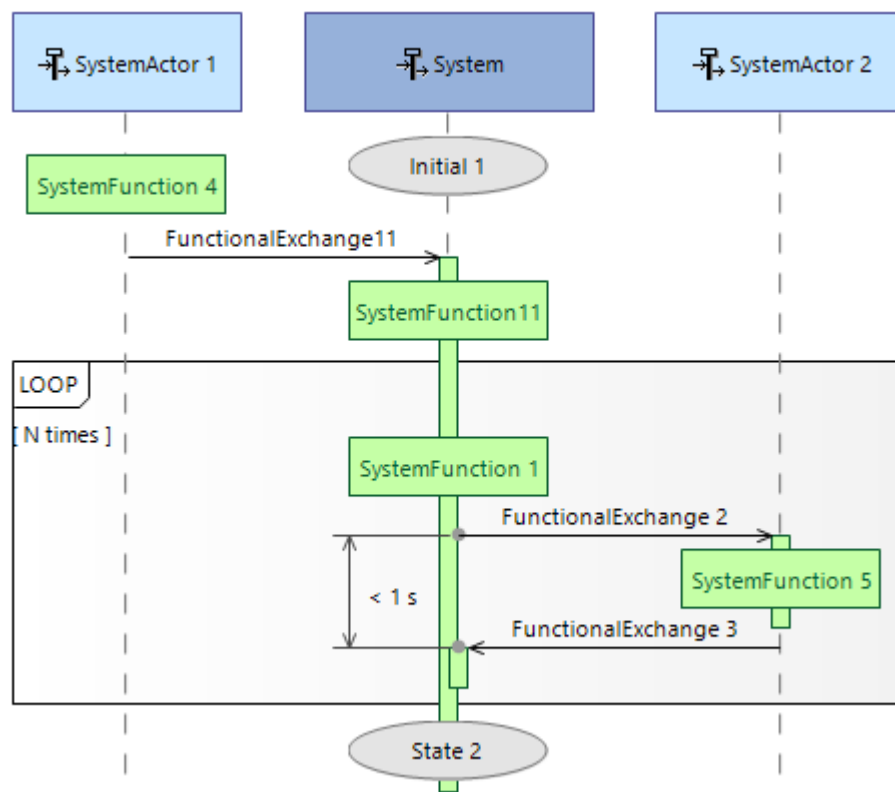 SystemActor 1
System
SystemActor 2
Initial 1
SystemFunction 4
FunctionalExchange11
SystemFunction11
LOOP
[ N times ]
SystemFunction 1
FunctionalExchange 2
SystemFunction 5
< 1 s
FunctionalExchange 3
State 2